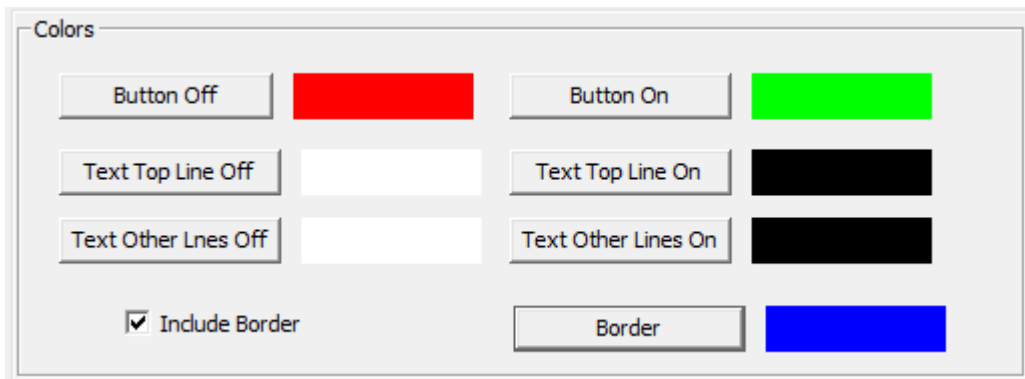 Colors
Button Off Button On
Text Top Line Off Text Top Line On
Text Other Lnes Off Text Other Lines On
Include Border Border